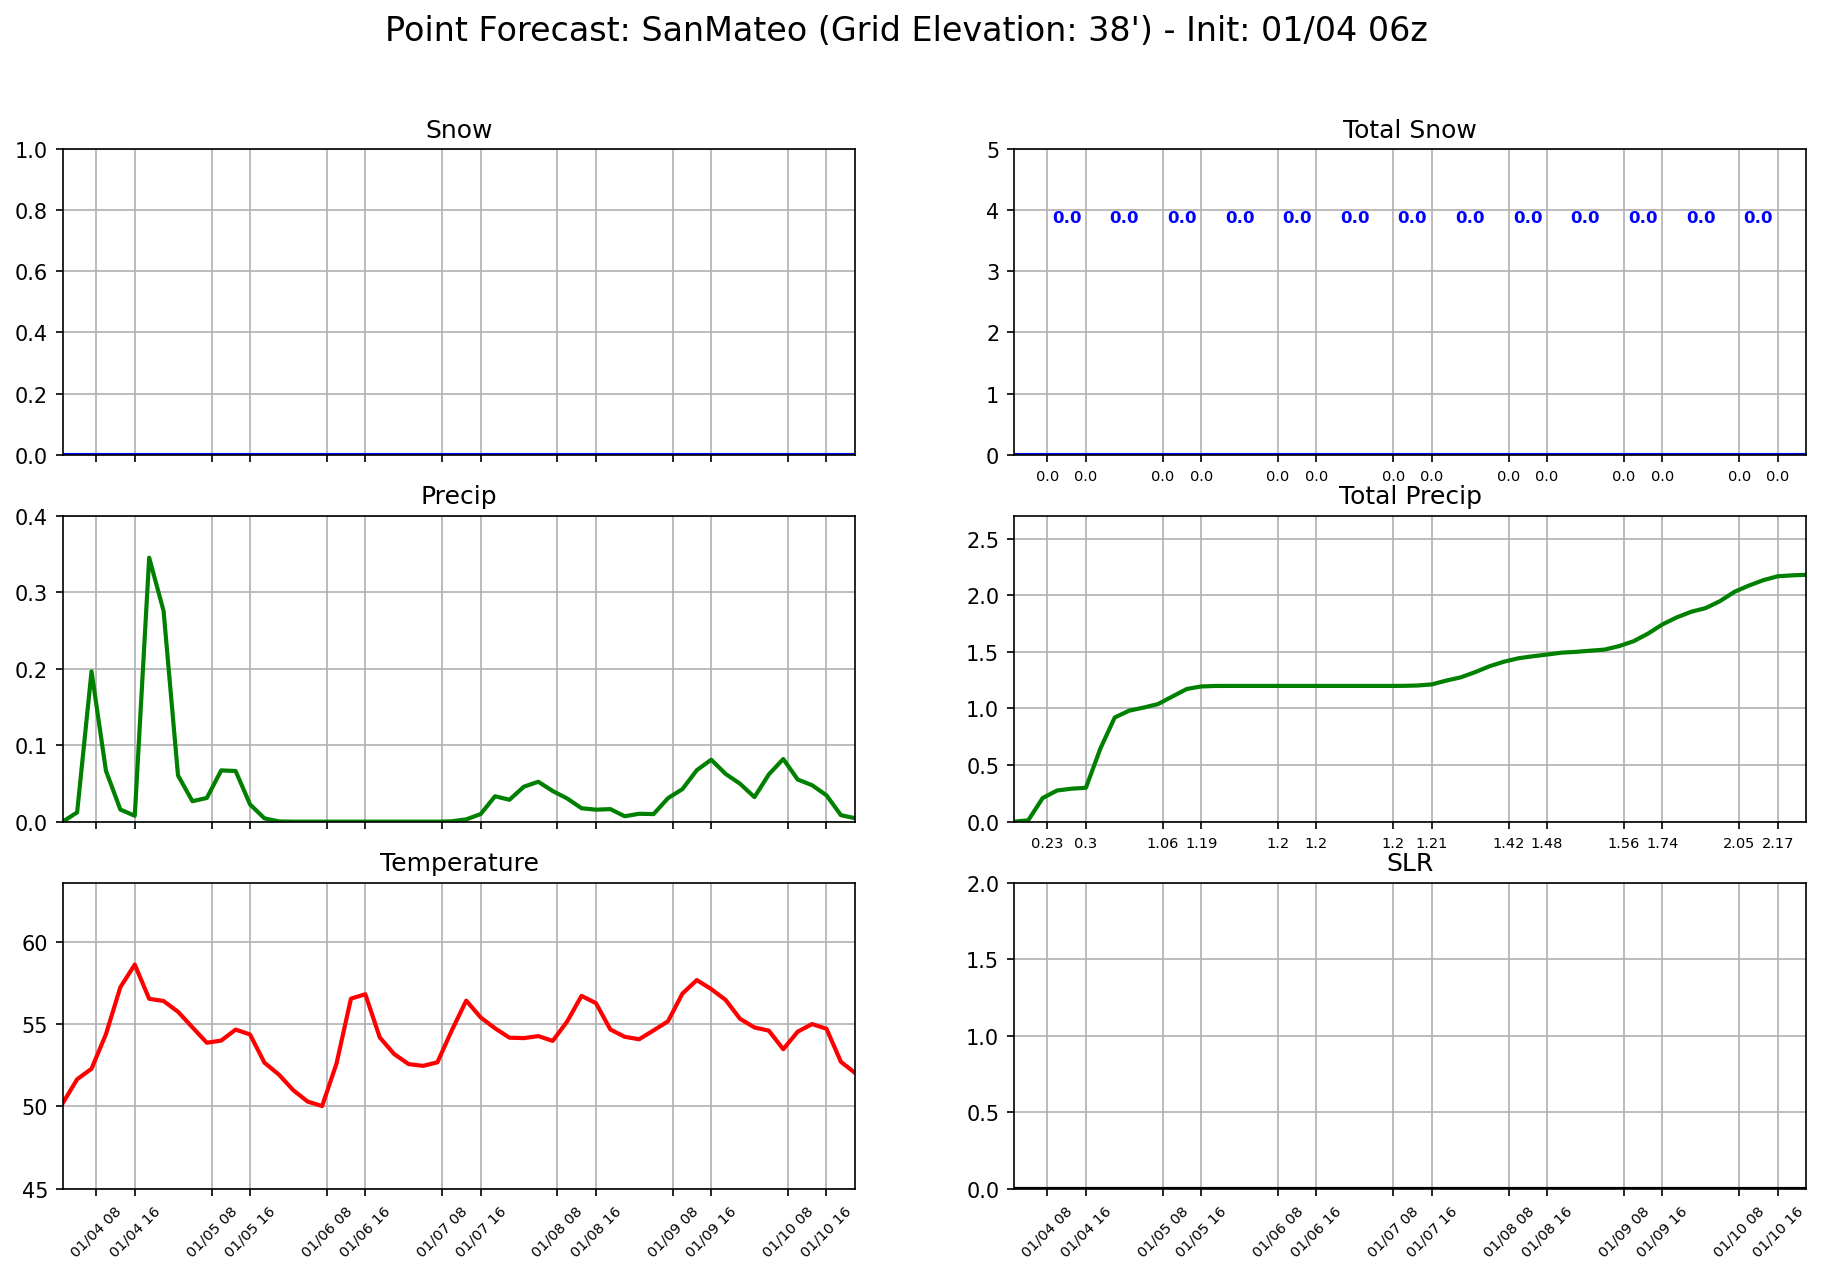 Point Forecast: SanMateo (Grid Elevation: 38') - Init: 01/04 06z
Snow
1.0
0.8
0.6
0.4
0.2
0.0
Total Snow
5
4
3
2
1
0
0.0 0.0 0.0 0.0 0.0 0.0 0.0 0.0 0.0 0.0 0.0 0.0 0.0
0.0 0.0 0.0 0.0 0.0 0.0 0.0 0.0 0.0 0.0 0.0 0.0 0.0 0.0
Precip
0.4
0.3
0.2
0.1
0.0
Total Precip
2.5
2.0
1.5
1.0
0.5
0.0
0.23 0.3 1.06 1.19 1.2 1.2 1.2 1.21 1.42 1.48 1.56 1.74 2.05 2.17
Temperature
60
55
50
45
01/04 08 01/04 16 01/05 08 01/05 16 01/06 08 01/06 16 01/07 08 01/07 16 01/08 08 01/08 16 01/09 08 01/09 16 01/10 08 01/10 16
SLR
2.0
1.5
1.0
0.5
0.0
01/04 08 01/04 16 01/05 08 01/05 16 01/06 08 01/06 16 01/07 08 01/07 16 01/08 08 01/08 16 01/09 08 01/09 16 01/10 08 01/10 16